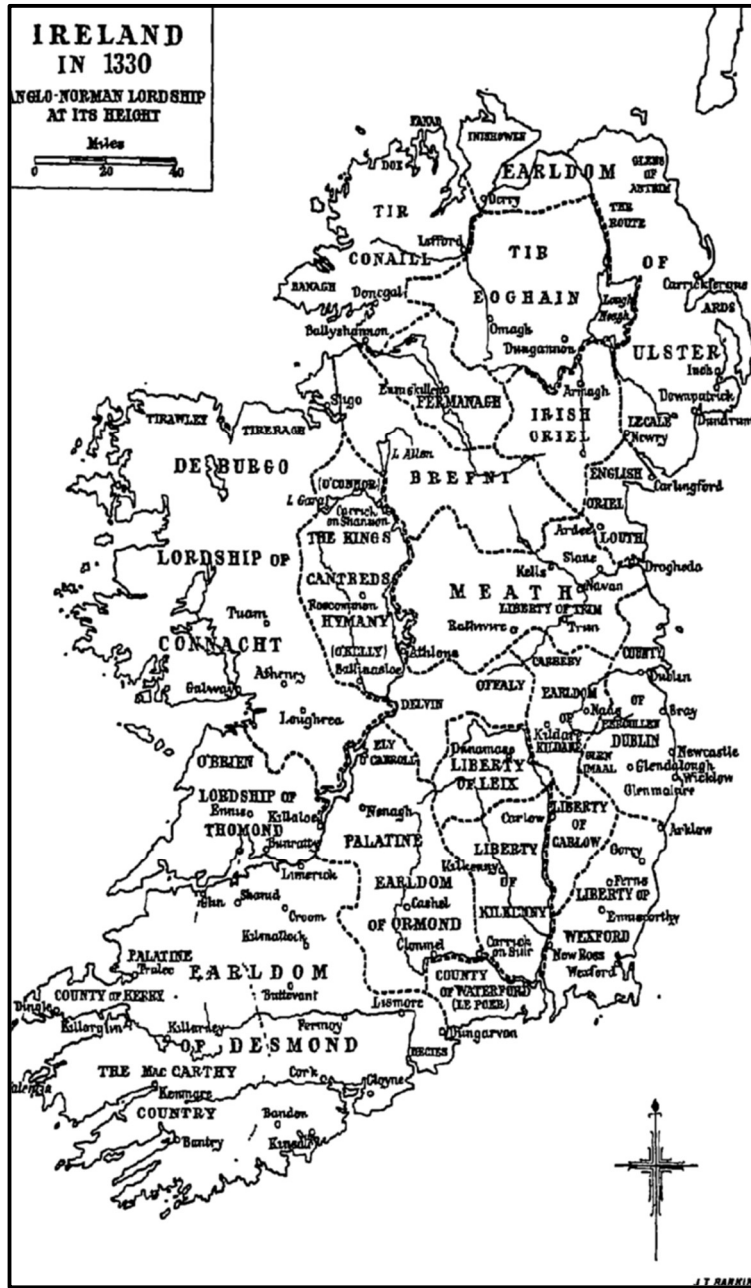 IRELAND
IN 1330
ANGLO-NORMAN LORDSHIP
AT ITS HEIGHT
Miles
0 20 40
FANAD
INISHOWEN
DOE
EARLDOM
GLENS
OF
ANTRIM
TIR
Derry
THE
ROUTE
Lifford
CONAILL
TIR
OF
BANAGH
Donegal
EOGHAIN
Lough
Neagh
Carrickfergus
ARDS
Omagh
Ballyshannon
Dungannon
ULSTER
Inch
Enniskillen
Armagh
FERMANAGH
Downpatrick
Sligo
IRISH
ORIEL
LECALE
Dundrum
TIRAWLEY
TIRERAGH
Newry
DE BURGO
L Allen
BREFNI
ENGLISH
ORIEL
Carlingford
(O'CONNOR)
L Gara
Carrick
on Shannon
Ardee
LOUTH
THE KINGS
Slane
Drogheda
LORDSHIP OF
Kells
CANTREDS
MEATH
Navan
Roscommon
LIBERTY OF TRIM
Tuam
HYMANY
Rathwire
Trim
CONNACHT
(O'KELLY)
Athlone
COUNTY
Athenry
Ballinasloe
CARBERY
Dublin
Galway
OFFALY
EARLDOM
OF
DELVIN
Naas
Bray
Loughrea
OF
FERCULLEN
ELY
O'CARROLL
Dunamase
Kildare
KILDARE
DUBLIN
O'BRIEN
LIBERTY
OF LEIX
GLEN
IMAAL
Newcastle
Glendalough
Wicklow
LORDSHIP OF
Ennis
Killaloe
Nenagh
Glenmalure
THOMOND
LIBERTY
OF
CARLOW
PALATINE
Carlow
Arklow
Bunratty
LIBERTY
Gorey
Limerick
EARLDOM
Kilkenny
OF
Ferns
Glin
Shanid
Cashel
LIBERTY OF
Croom
OF ORMOND
KILKENNY
Enniscorthy
Kilmallock
Clonmel
Carrick
on Suir
WEXFORD
PALATINE
New Ross
Tralee
EARLDOM
COUNTY
Wexford
COUNTY OF KERRY
Buttevant
OF WATERFORD
(LE POER)
Dingle
Lismore
Killorglin
Killarney
Fermoy
Dungarvon
OF DESMOND
DECIES
THE MAC CARTHY
Cork
Cloyne
Valentia
Kenmare
COUNTRY
Bandon
Bantry
Kinsale